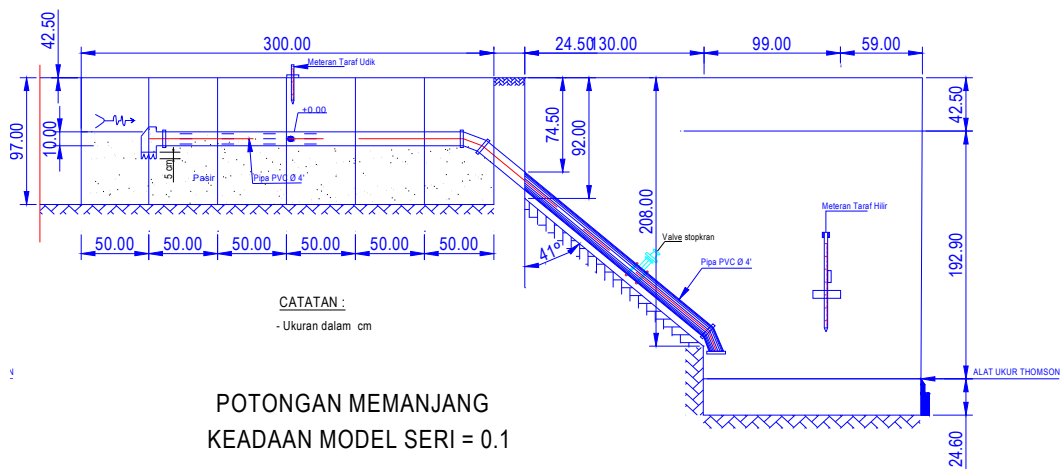 42.50
300.00
24.50
130.00
99.00
59.00
Meteran Taraf Udik
+0.00
97.00
10.00
5 cm
Pasir
Pipa PVC Ø 4'
74.50
92.00
208.00
42.50
Meteran Taraf Hilir
Valve stopkran
41°
Pipa PVC Ø 4'
192.90
50.00
50.00
50.00
50.00
50.00
50.00
CATATAN :
- Ukuran dalam cm
ALAT UKUR THOMSON
24.60
POTONGAN MEMANJANG
KEADAAN MODEL SERI = 0.1